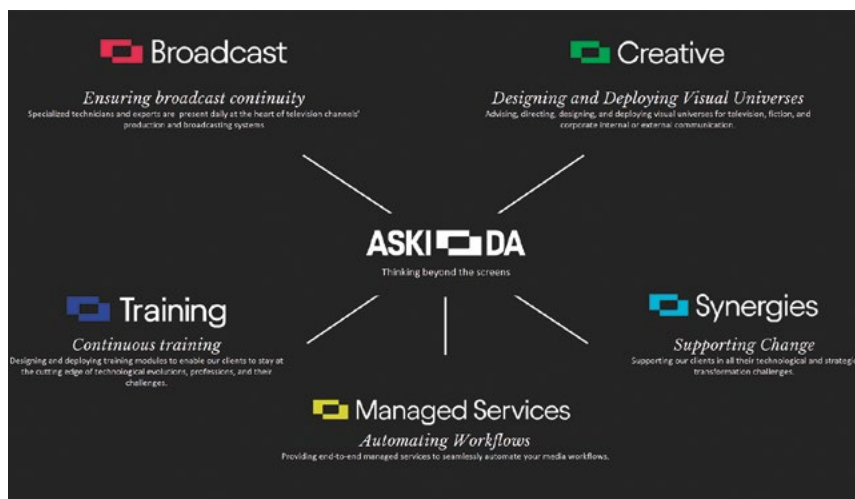 Broadcast
Ensuring broadcast continuity
Specialized technicians and experts are present daily at the heart of television channels'
production and broadcasting systems
Creative
Designing and Deploying Visual Universes
Advising, directing, designing, and deploying visual universes for television, fiction, and
corporate internal or external communication.
ASKI DA
Thinking beyond the screens
Training
Continuous training
Designing and deploying training modules to enable our clients to stay at
the cutting edge of technological evolutions, professions, and their
challenges.
Synergies
Supporting Change
Supporting our clients in all their technological and strategic
transformation challenges.
Managed Services
Automating Workflows
Providing end-to-end managed services to seamlessly automate your media workflows.